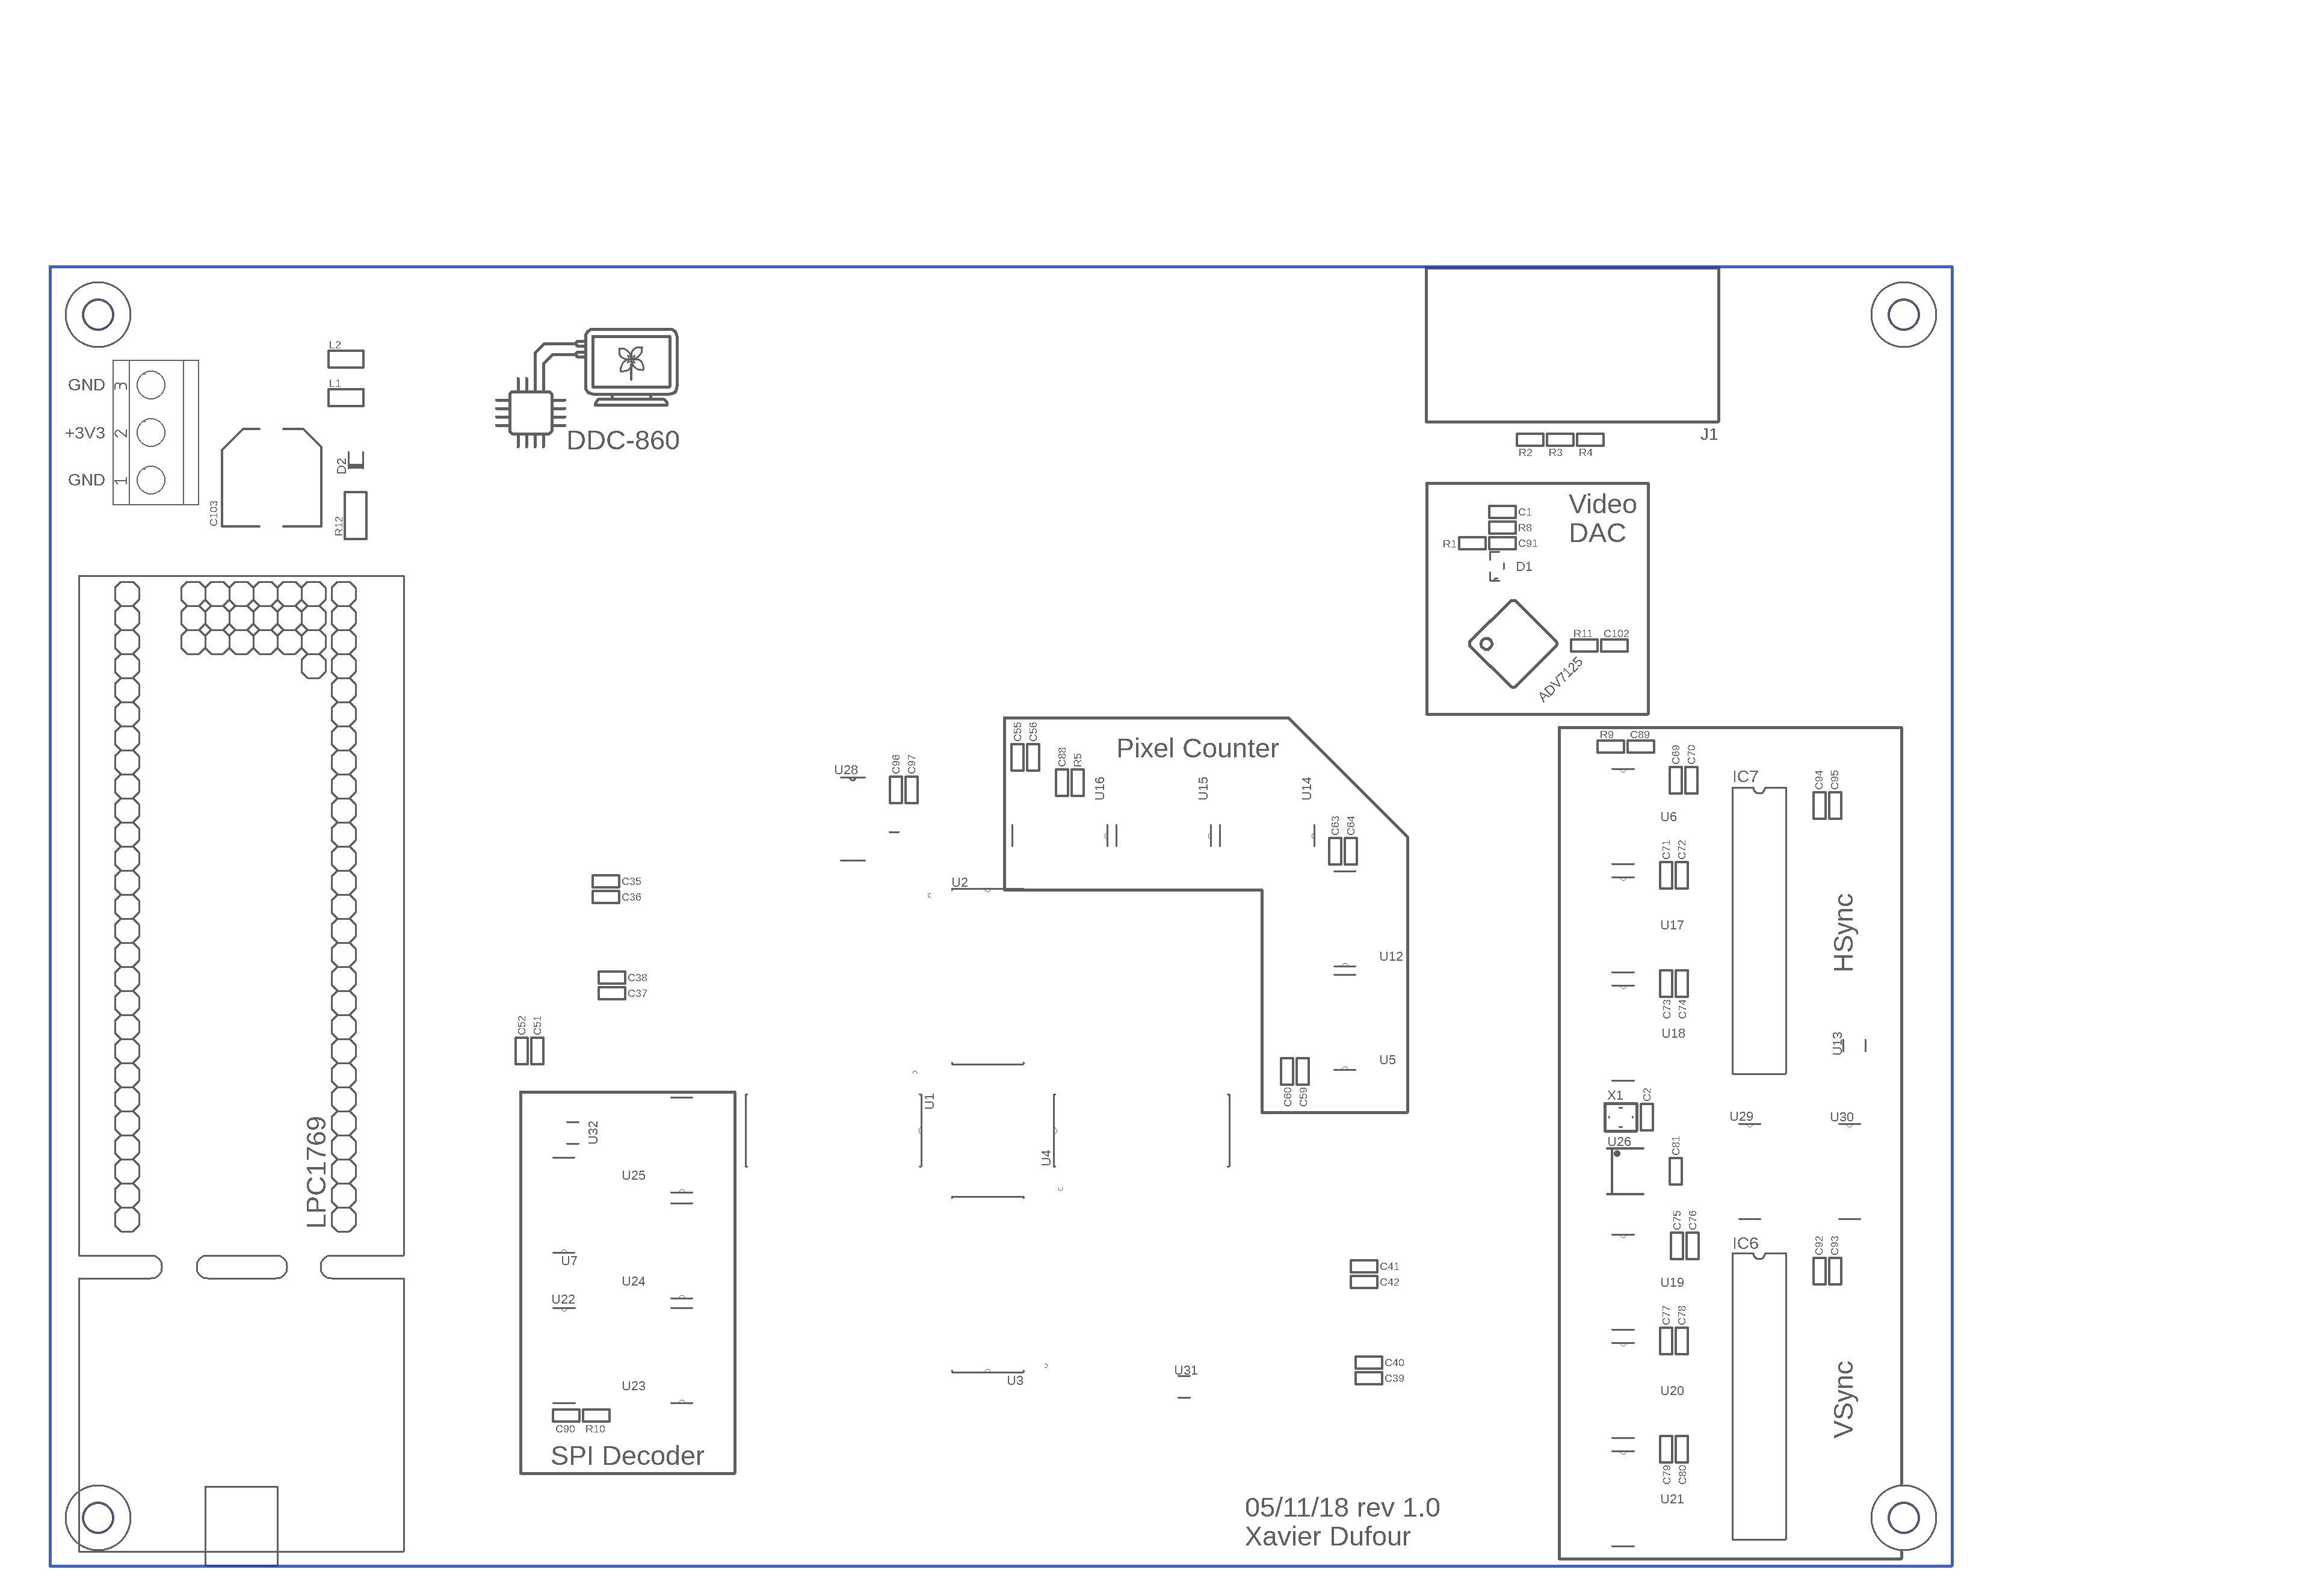 L2
L1
GND 3
+3V3 2
GND 1
C103
D2
R12
DDC-860
J1
R2 R3 R4
Video
DAC
C1
R8
R1
C91
D1
R11 C102
ADV7125
LPC1769
U28
C96
C97
C55
C56
C88
R5
Pixel Counter
U16
U15
U14
C63
C64
U2
U12
U5
C60
C59
C35
C36
C38
C37
C52
C51
U1
U4
U3
U32
U25
U7
U24
U22
U23
C90 R10
SPI Decoder
C41
C42
C40
C39
U31
R9 C89
C69
C70
IC7
C94
C95
U6
C71
C72
U17
HSync
C73
C74
U18
U13
X1
C2
U29
U30
U26
C81
C75
C76
IC6
C92
C93
U19
C77
C78
U20
VSync
C79
C80
U21
05/11/18 rev 1.0
Xavier Dufour